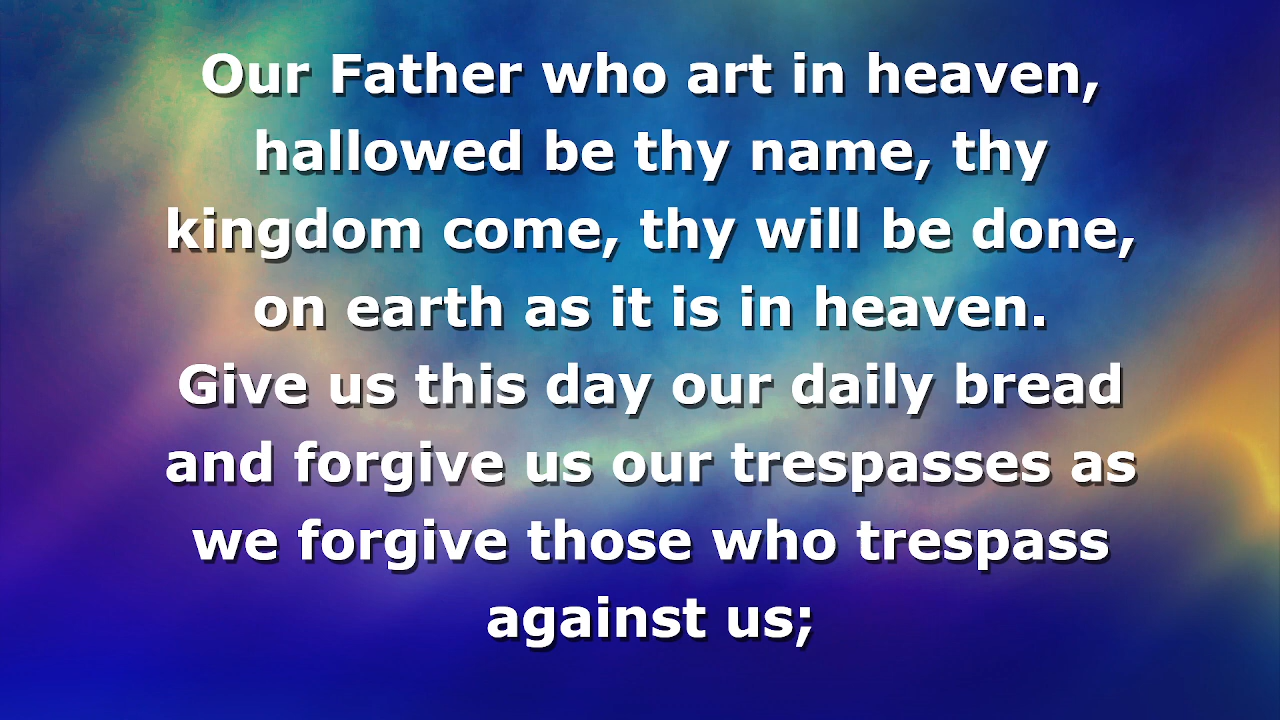 Our Father who art in heaven,
hallowed be thy name, thy
kingdom come, thy will be done,
on earth as it is in heaven.
Give us this day our daily bread
and forgive us our trespasses as
we forgive those who trespass
against us;